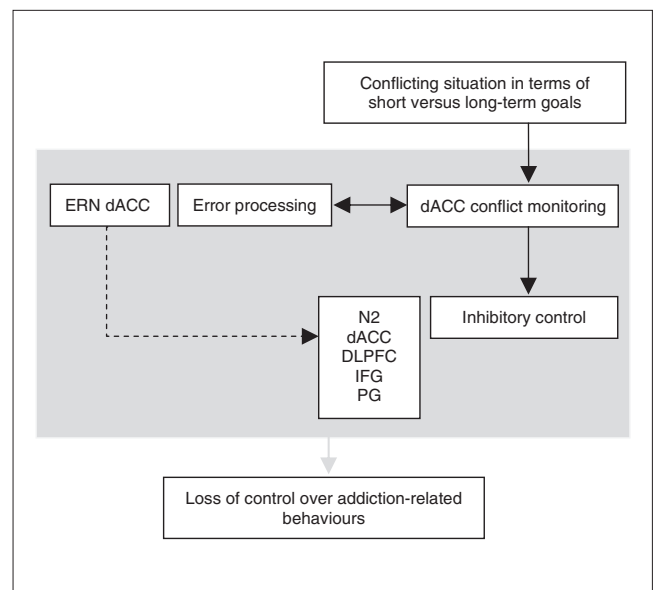 Conflicting situation in terms of
short versus long-term goals
ERN dACC
Error processing
dACC conflict monitoring
N2
dACC
DLPFC
IFG
PG
Inhibitory control
Loss of control over addiction-related
behaviours